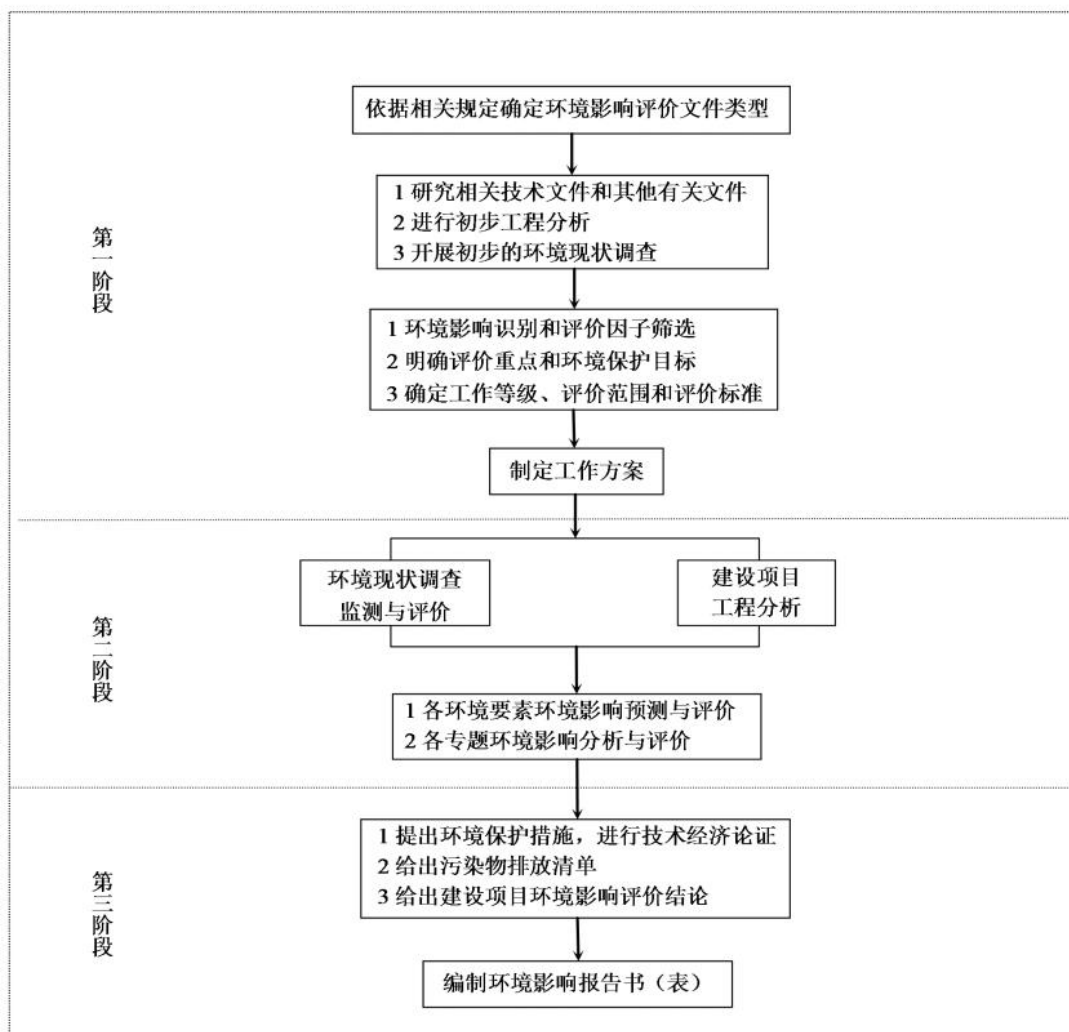 依据相关规定确定环境影响评价文件类型
1 研究相关技术文件和其他有关文件
2 进行初步工程分析
3 开展初步的环境现状调查
第一阶段
1 环境影响识别和评价因子筛选
2 明确评价重点和环境保护目标
3 确定工作等级、评价范围和评价标准
制定工作方案
环境现状调查
监测与评价
建设项目
工程分析
第二阶段
1 各环境要素环境影响预测与评价
2 各专题环境影响分析与评价
1 提出环境保护措施，进行技术经济论证
2 给出污染物排放清单
3 给出建设项目环境影响评价结论
第三阶段
编制环境影响报告书（表）